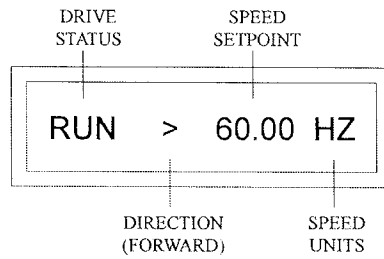 DRIVE STATUS
SPEED SETPOINT
RUN > 60.00 HZ
DIRECTION (FORWARD)
SPEED UNITS